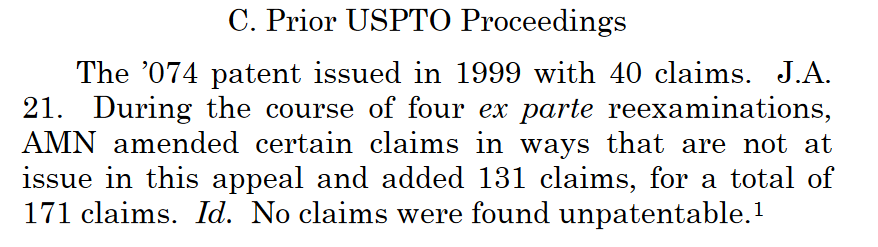 C. Prior USPTO Proceedings
The ’074 patent issued in 1999 with 40 claims. J.A.
21. During the course of four ex parte reexaminations,
AMN amended certain claims in ways that are not at
issue in this appeal and added 131 claims, for a total of
171 claims. Id. No claims were found unpatentable.1